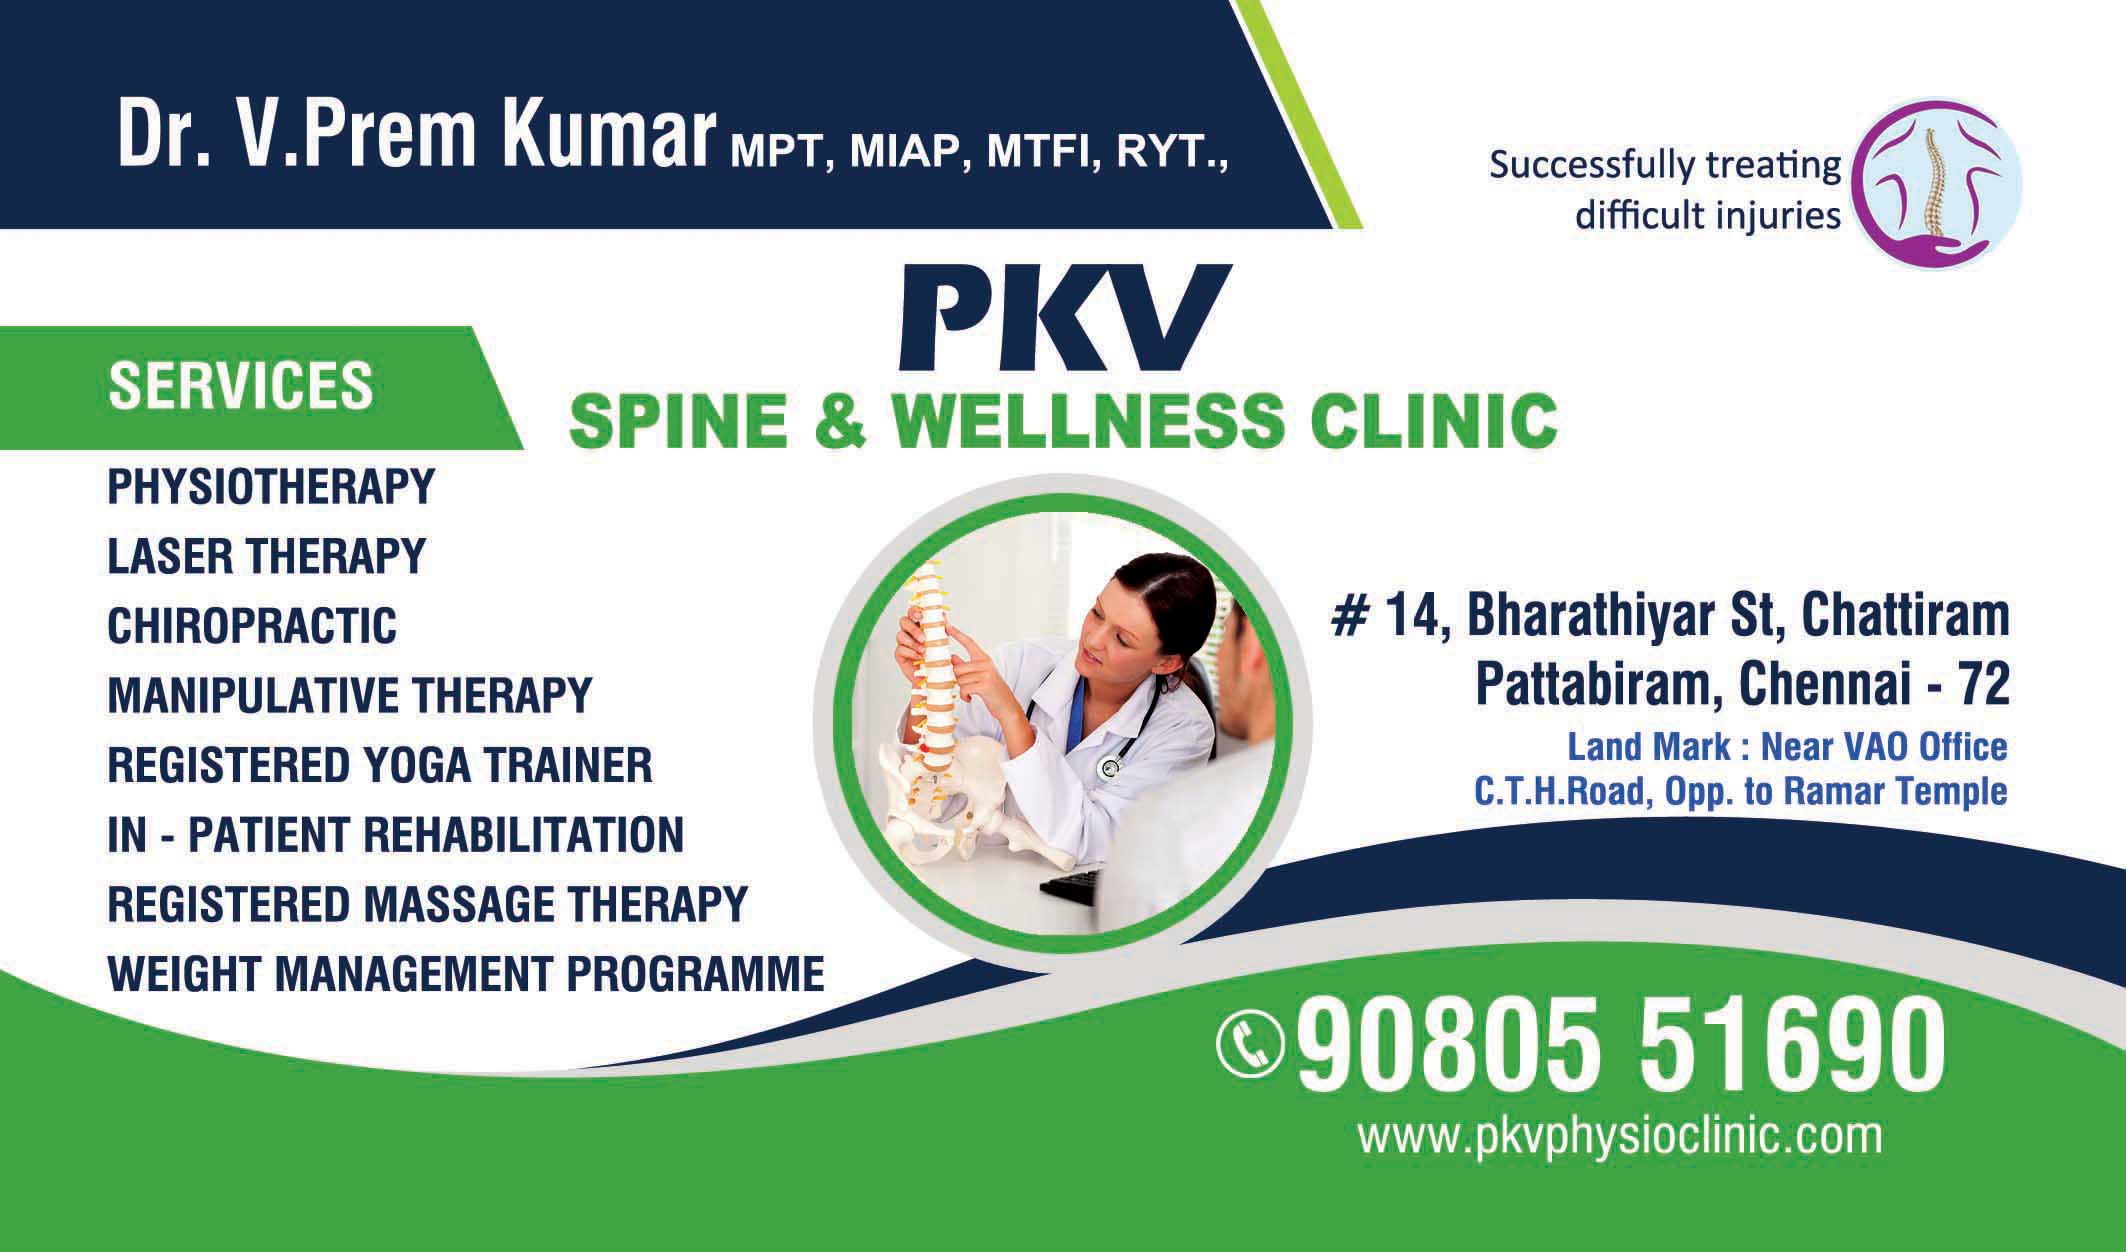 Dr. V.Prem Kumar MPT, MIAP, MTFI, RYT.,
Successfully treating
difficult injuries
PKV
SPINE & WELLNESS CLINIC
SERVICES
PHYSIOTHERAPY
LASER THERAPY
CHIROPRACTIC
MANIPULATIVE THERAPY
REGISTERED YOGA TRAINER
IN - PATIENT REHABILITATION
REGISTERED MASSAGE THERAPY
WEIGHT MANAGEMENT PROGRAMME
# 14, Bharathiyar St, Chattiram
Pattabiram, Chennai - 72
Land Mark : Near VAO Office
C.T.H.Road, Opp. to Ramar Temple
90805 51690
www.pkvphysioclinic.com